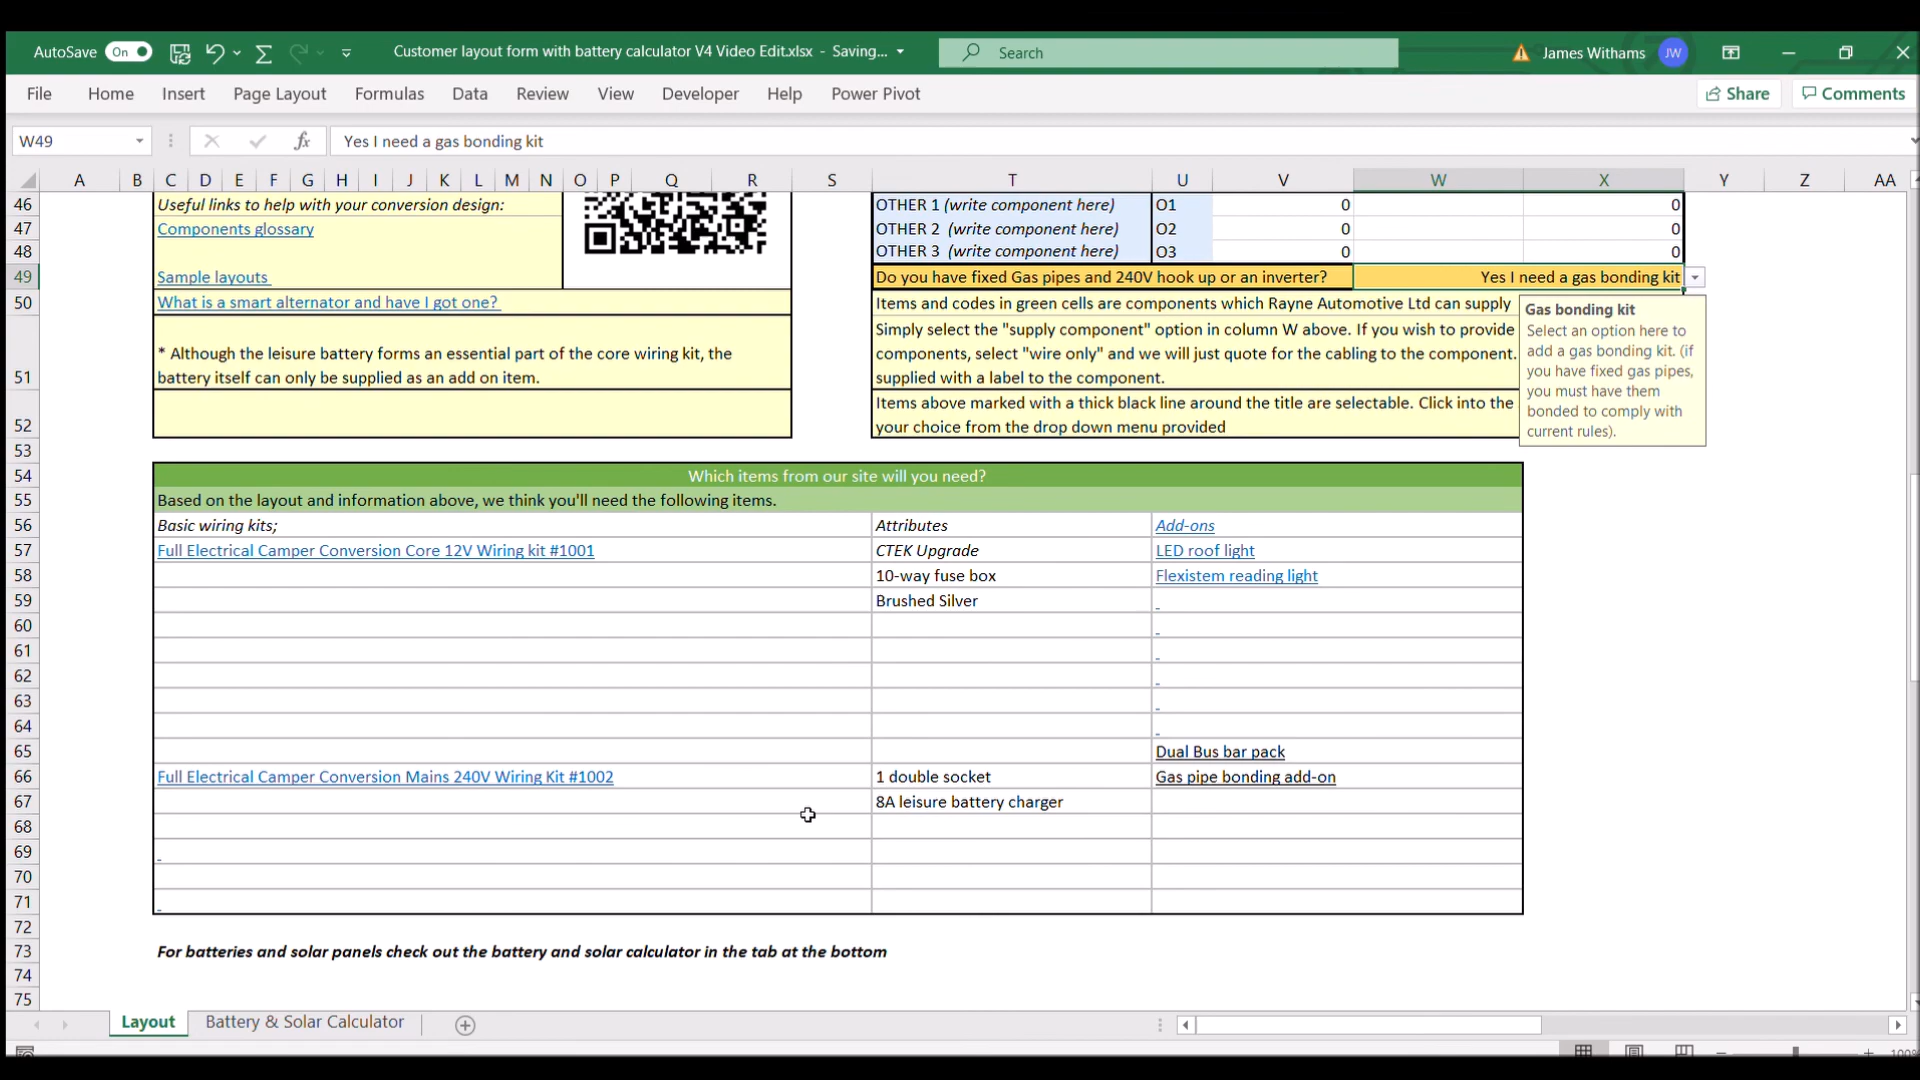 AutoSave On Customer layout form with battery calculator V4 Video Edit.xlsx - Saving... Search James Withams JW
File Home Insert Page Layout Formulas Data Review View Developer Help Power Pivot Share Comments
W49 fx Yes I need a gas bonding kit
A B C D E F G H I J K L M N O P Q R S T U V W X Y Z AA
46 Useful links to help with your conversion design: OTHER 1 (write component here) O1 0 0
47 Components glossary OTHER 2 (write component here) O2 0 0
48 OTHER 3 (write component here) O3 0 0
49 Sample layouts Do you have fixed Gas pipes and 240V hook up or an inverter? Yes I need a gas bonding kit
50 What is a smart alternator and have I got one? Items and codes in green cells are components which Rayne Automotive Ltd can supply
Simply select the "supply component" option in column W above. If you wish to provide
* Although the leisure battery forms an essential part of the core wiring kit, the components, select "wire only" and we will just quote for the cabling to the component.
51 battery itself can only be supplied as an add on item. supplied with a label to the component.
Items above marked with a thick black line around the title are selectable. Click into the
52 your choice from the drop down menu provided
Gas bonding kit
Select an option here to
add a gas bonding kit. (if
you have fixed gas pipes,
you must have them
bonded to comply with
current rules).
53
54 Which items from our site will you need?
55 Based on the layout and information above, we think you'll need the following items.
56 Basic wiring kits; Attributes Add-ons
57 Full Electrical Camper Conversion Core 12V Wiring kit #1001 CTEK Upgrade LED roof light
58 10-way fuse box Flexistem reading light
59 Brushed Silver -
60 -
61 -
62 -
63 -
64 -
65 Dual Bus bar pack
66 Full Electrical Camper Conversion Mains 240V Wiring Kit #1002 1 double socket Gas pipe bonding add-on
67 8A leisure battery charger
68
69 -
70
71 -
72
73 For batteries and solar panels check out the battery and solar calculator in the tab at the bottom
74
75
Layout Battery & Solar Calculator
100%